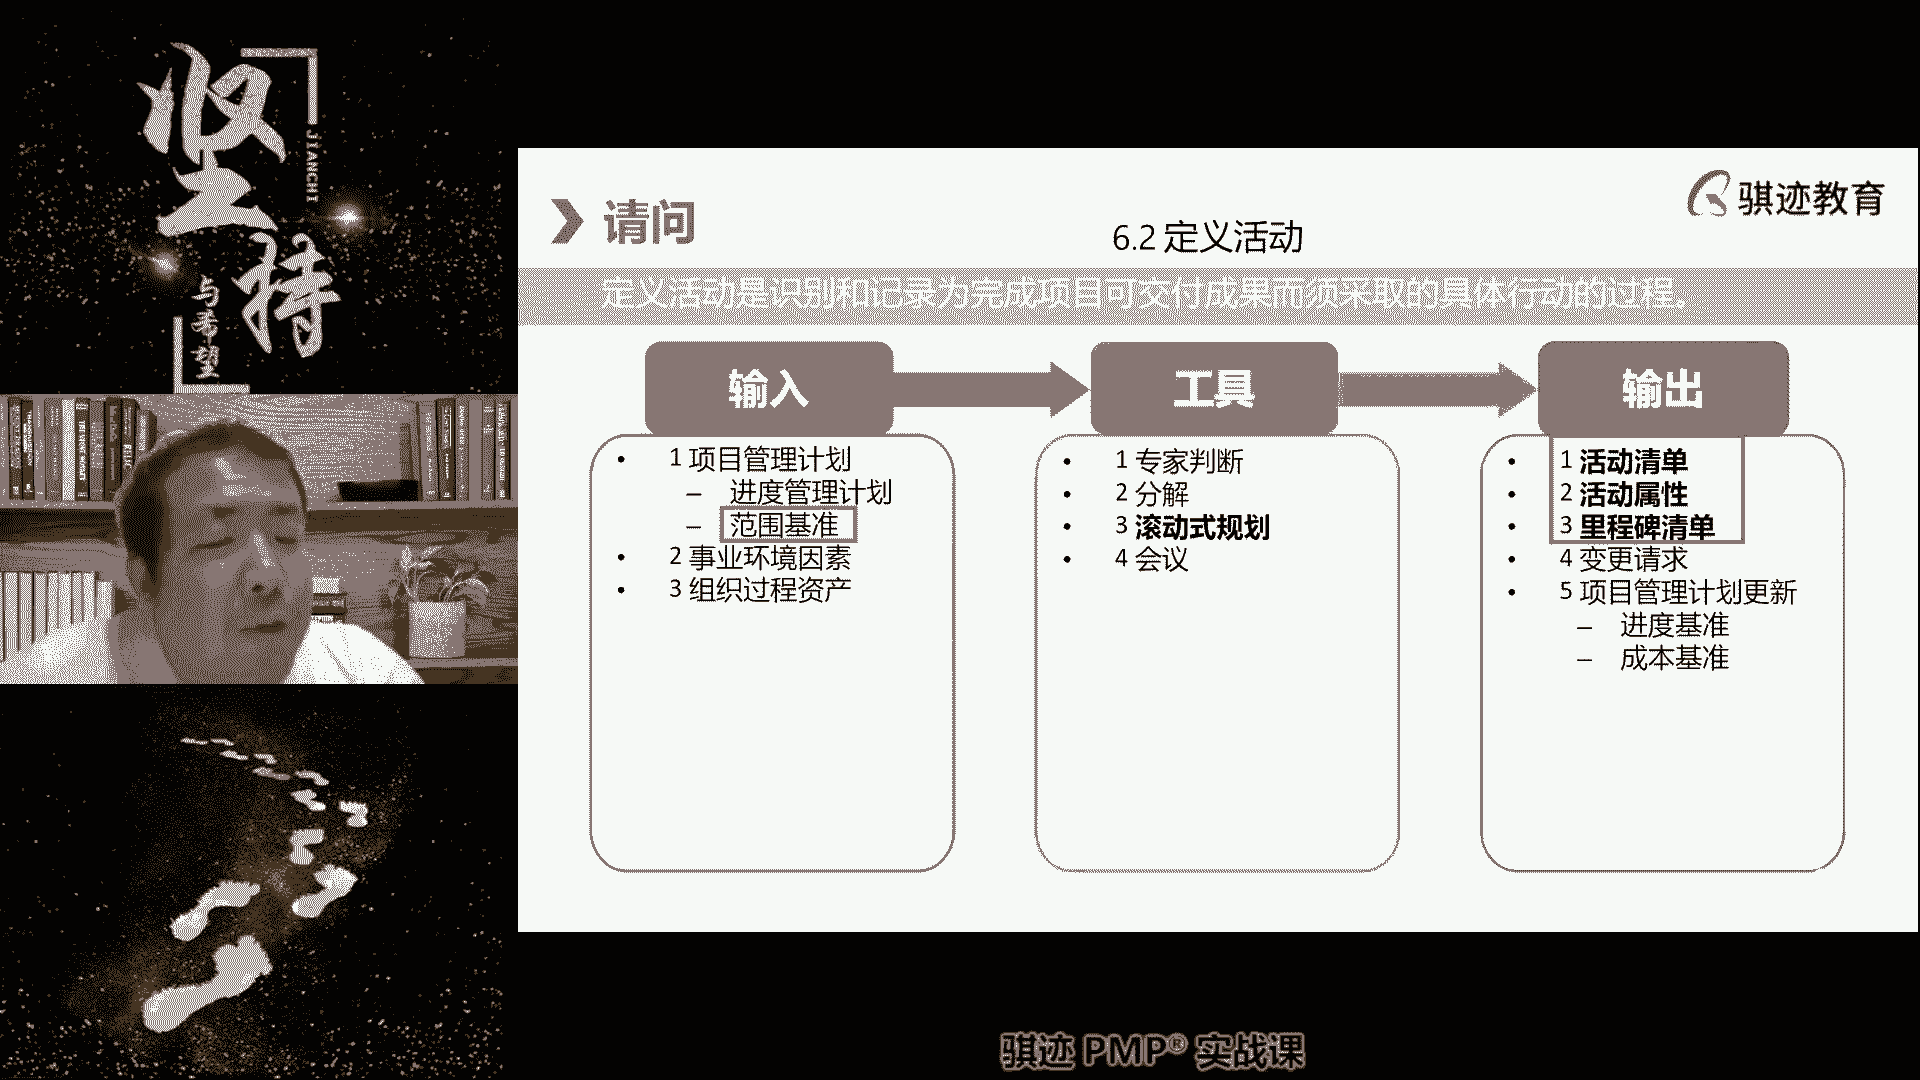 坚持
JIANCHI
与希望
请问
骐迹教育
6.2 定义活动
定义活动是识别和记录为完成项目可交付成果而须采取的具体行动的过程。
输入
• 1 项目管理计划
– 进度管理计划
– 范围基准
• 2 事业环境因素
• 3 组织过程资产
工具
• 1 专家判断
• 2 分解
• 3 滚动式规划
• 4 会议
输出
• 1 活动清单
• 2 活动属性
• 3 里程碑清单
• 4 变更请求
• 5 项目管理计划更新
– 进度基准
– 成本基准
骐迹 PMP® 实战课